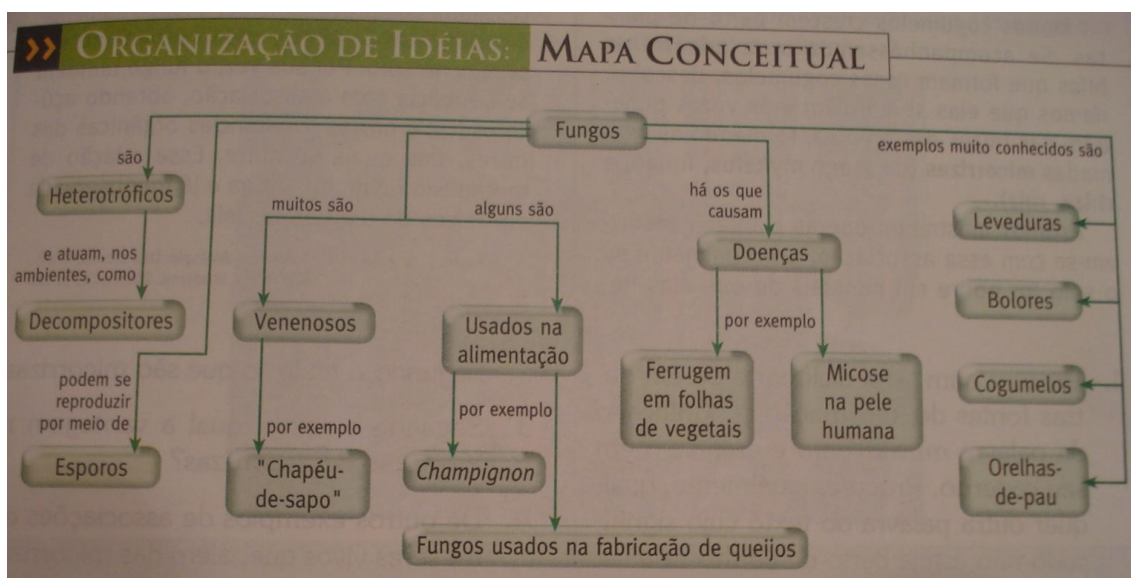 ORGANIZAÇÃO DE IDÉIAS: MAPA CONCEITUAL
Fungos
são
Heterotróficos
e atuam, nos
ambientes, como
Decompositores
podem se
reproduzir
por meio de
Esporos
muitos são
Venenosos
por exemplo
"Chapéu-
de-sapo"
alguns são
Usados na
alimentação
por exemplo
Champignon
Fungos usados na fabricação de queijos
há os que
causam
Doenças
por exemplo
Ferrugem
em folhas
de vegetais
Micose
na pele
humana
exemplos muito conhecidos são
Leveduras
Bolores
Cogumelos
Orelhas-
de-pau